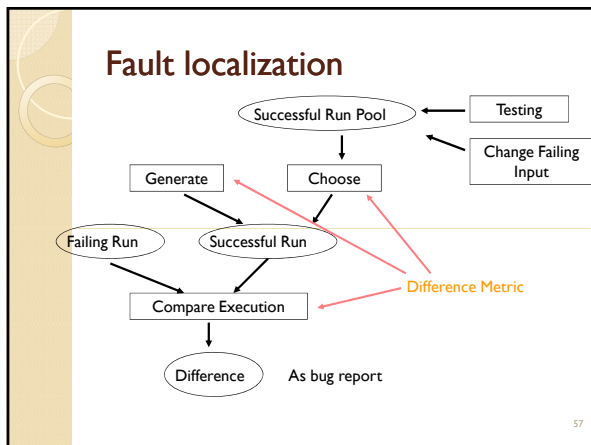 Fault localization
Successful Run Pool
Testing
Change Failing
Input
Generate
Choose
Failing Run
Successful Run
Difference Metric
Compare Execution
Difference
As bug report
57